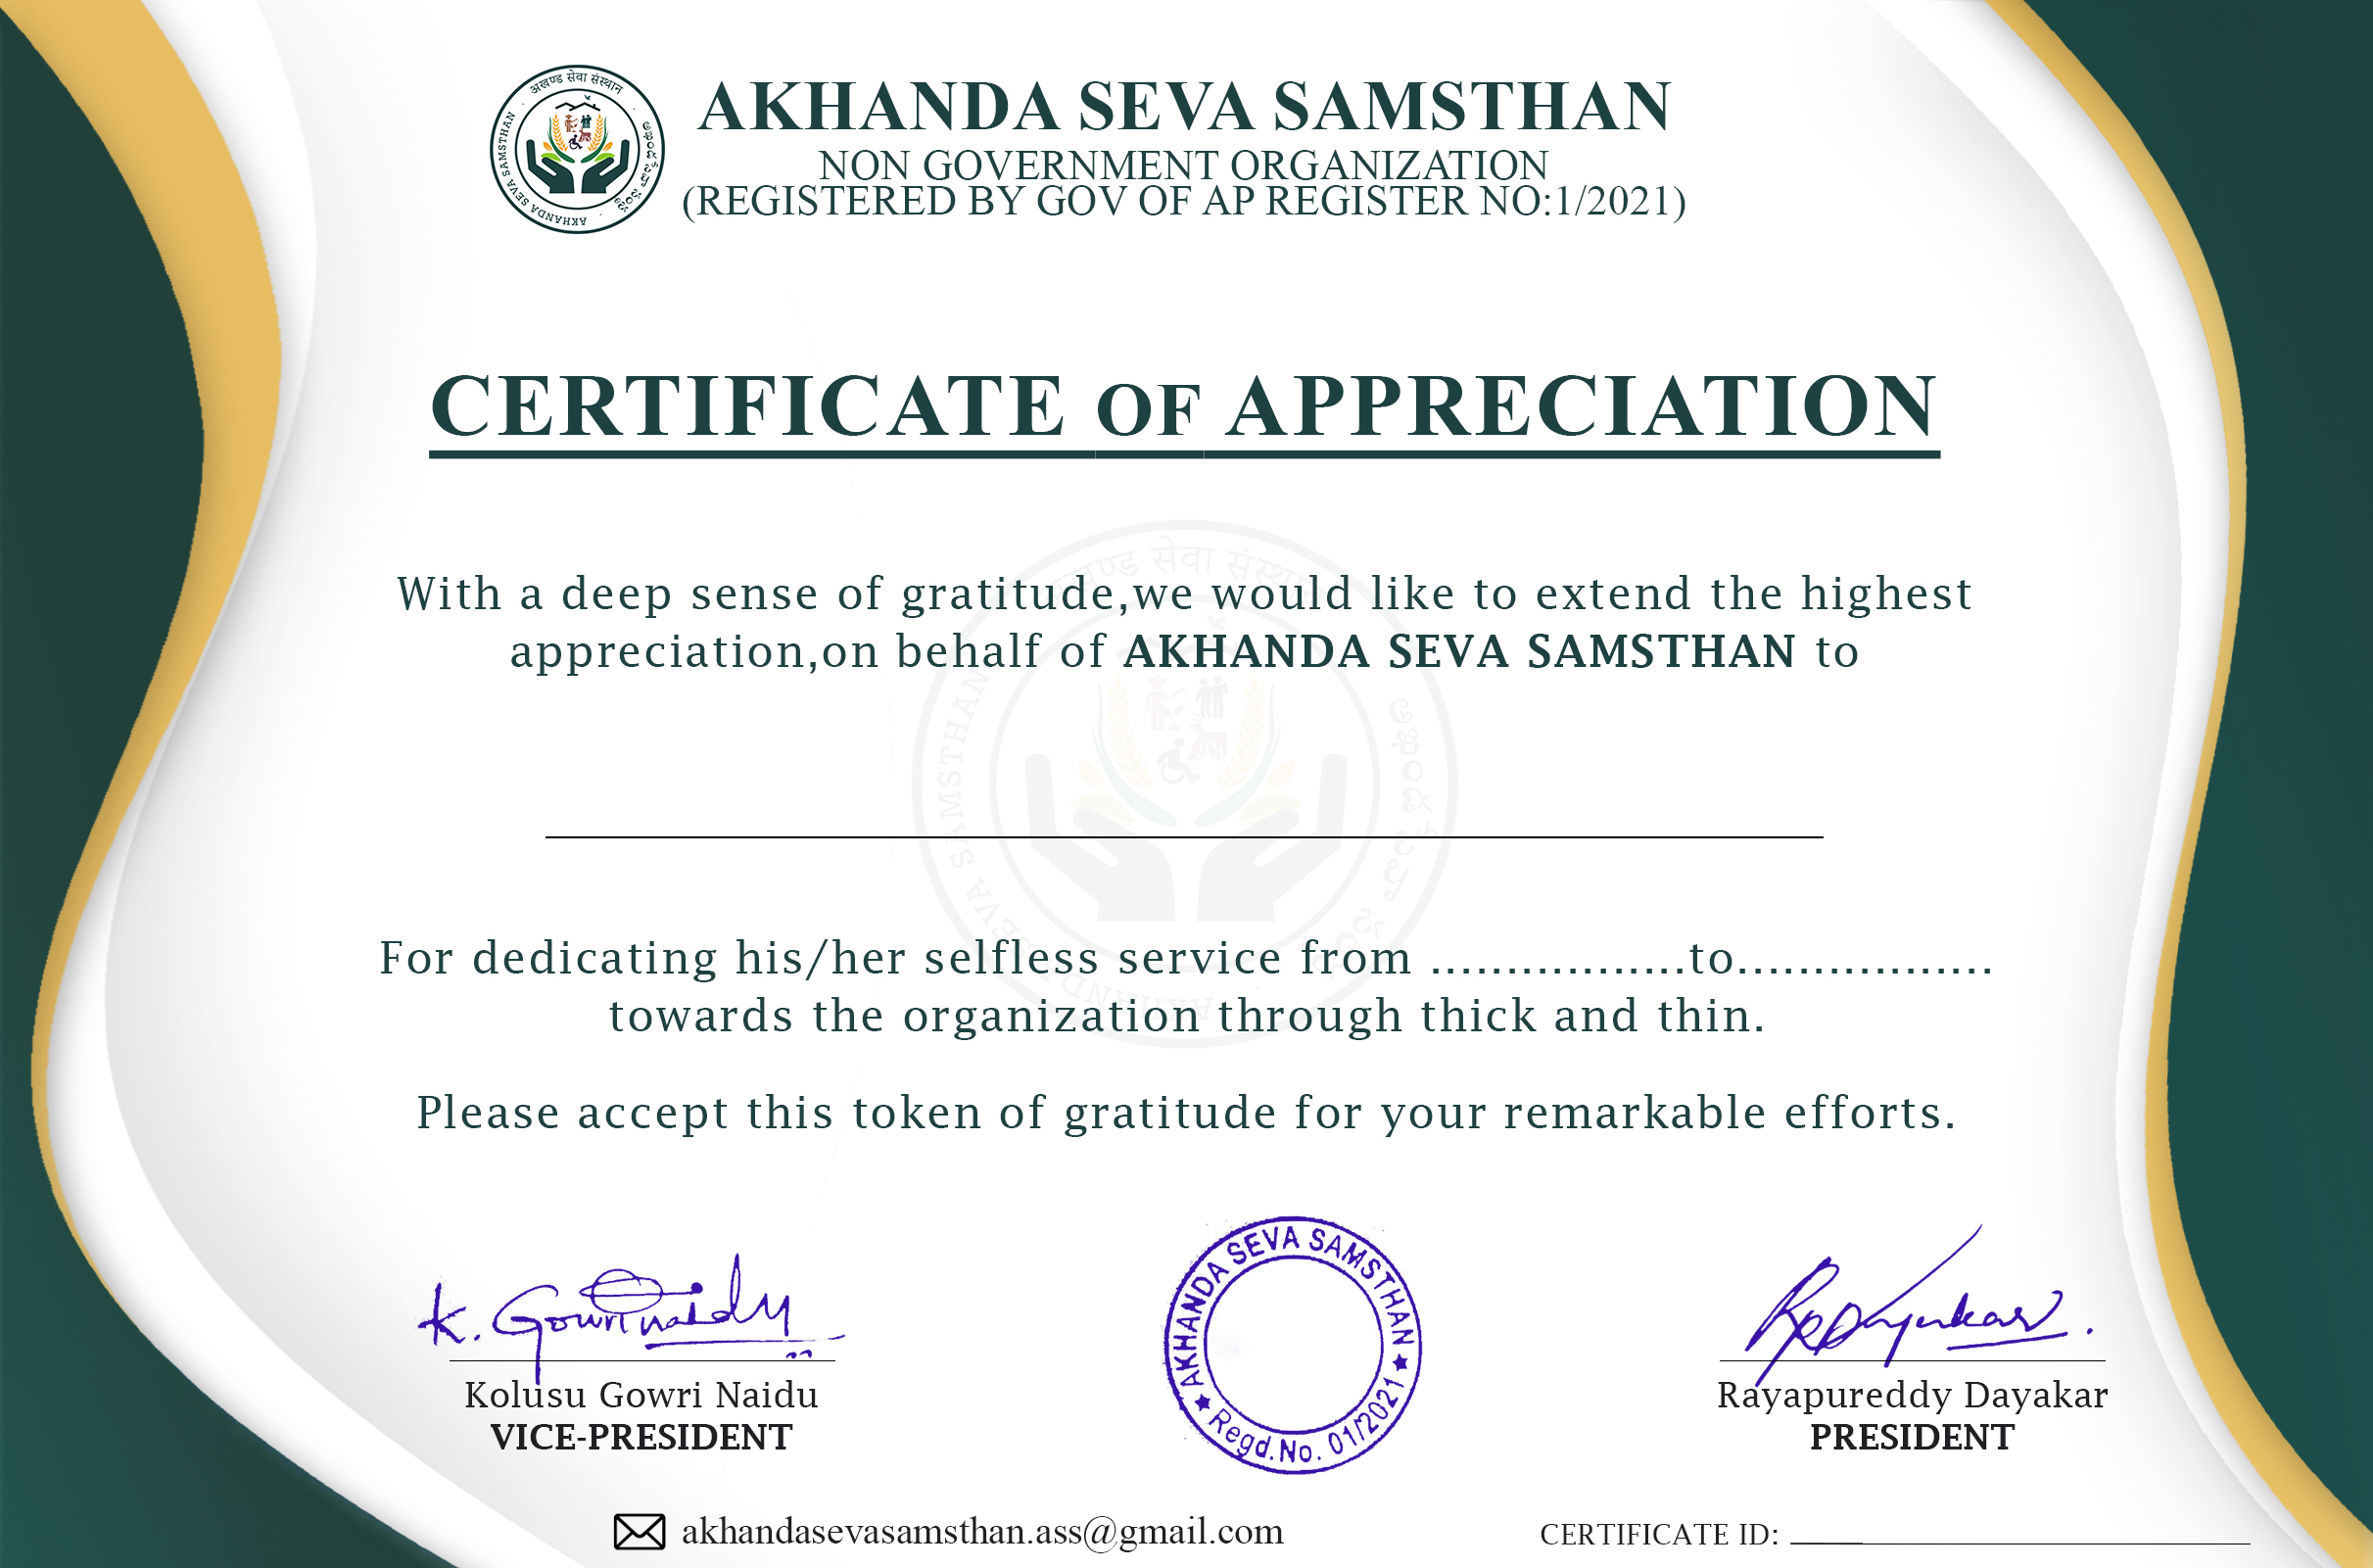 अखण्ड सेवा संस्थान
AKHANDA SEVA SAMSTHAN
అఖండ సేవా సంస్థ
AKHANDA SEVA SAMSTHAN
NON GOVERNMENT ORGANIZATION
(REGISTERED BY GOV OF AP REGISTER NO:1/2021)
CERTIFICATE OF APPRECIATION
With a deep sense of gratitude,we would like to extend the highest
appreciation,on behalf of AKHANDA SEVA SAMSTHAN to
For dedicating his/her selfless service from .................to.................
towards the organization through thick and thin.
Please accept this token of gratitude for your remarkable efforts.
K. Gowri naidu
Kolusu Gowri Naidu
VICE-PRESIDENT
AKHANDA SEVA SAMSTHAN
Regd.No. 01/2021
Rayapureddy Dayakar
PRESIDENT
akhandasevasamsthan.ass@gmail.com
CERTIFICATE ID: